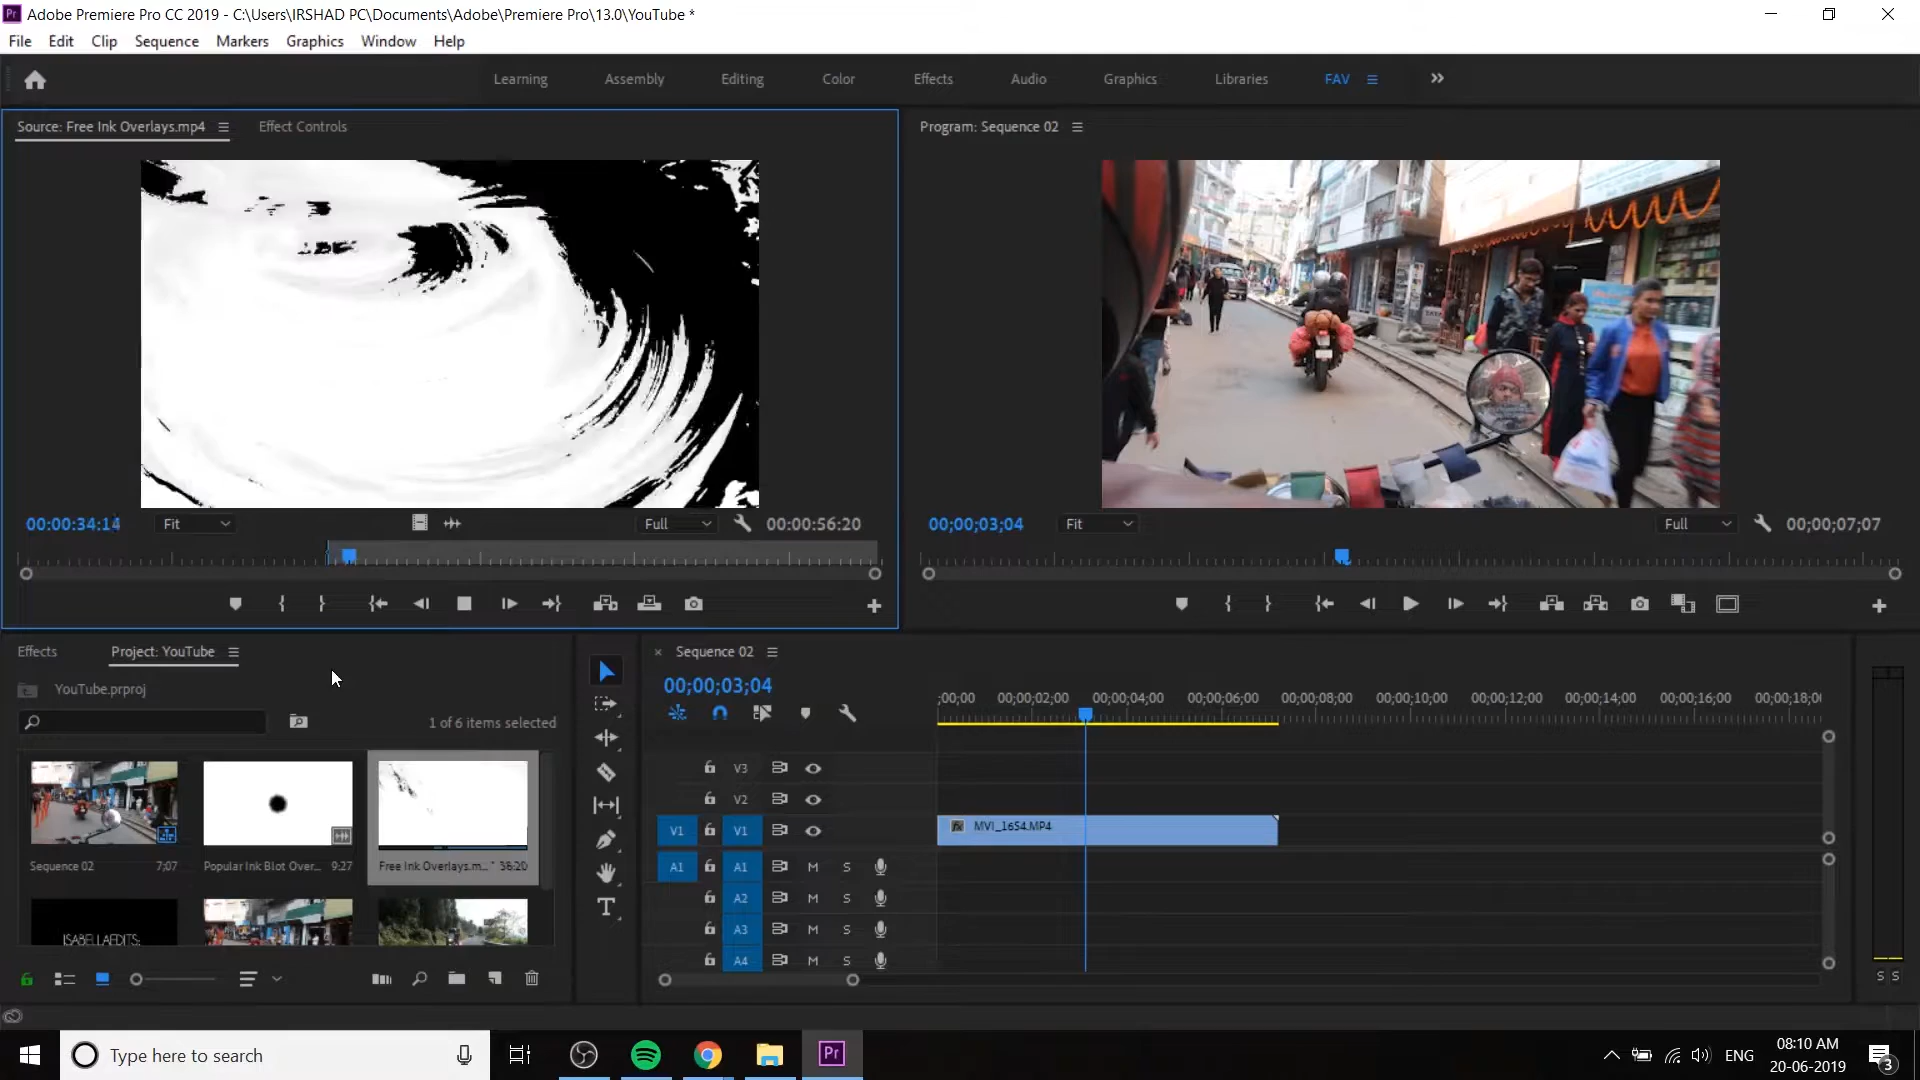 Adobe Premiere Pro CC 2019 - C:\Users\IRSHAD PC\Documents\Adobe\Premiere Pro\13.0\YouTube *
File Edit Clip Sequence Markers Graphics Window Help
Learning Assembly Editing Color Effects Audio Graphics Libraries FAV
Source: Free Ink Overlays.mp4 Effect Controls
Program: Sequence 02
00:00:34:14 Fit Full 00:00:56:20
00;00;03;04 Fit Full 00;00;07;07
Effects Project: YouTube
YouTube.prproj
1 of 6 items selected
Sequence 02 7;07
Popular Ink Blot Over... 9:27
Free Ink Overlays.m...
ISABELLAEDITS:
Sequence 02
00;00;03;04
;00;00 00;00;02;00 00;00;04;00 00;00;06;00 00;00;08;00 00;00;10;00 00;00;12;00 00;00;14;00 00;00;16;00 00;00;18;0
V3
V2
V1 V1 fx MVI_1654.MP4
A1 A1 M S
A2 M S
A3 M S
A4 M S
S S
Type here to search
Pr
ENG
08:10 AM
20-06-2019
3